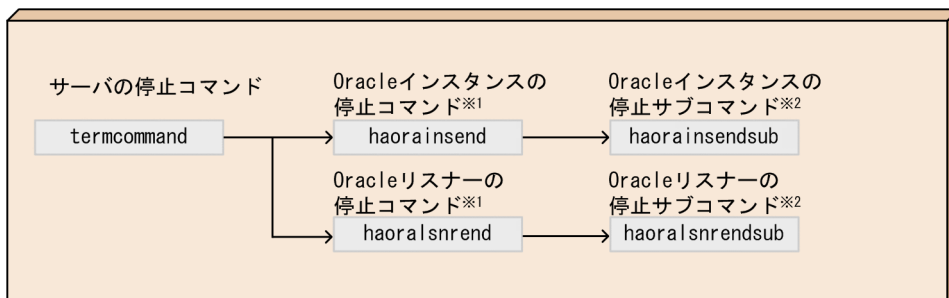 サーバの停止コマンド
termcommand
Oracleインスタンスの
停止コマンド※1
haorainsend
Oracleインスタンスの
停止サブコマンド※2
haorainsendsub
Oracleリスナーの
停止コマンド※1
haoralsnrend
Oracleリスナーの
停止サブコマンド※2
haoralsnrendsub